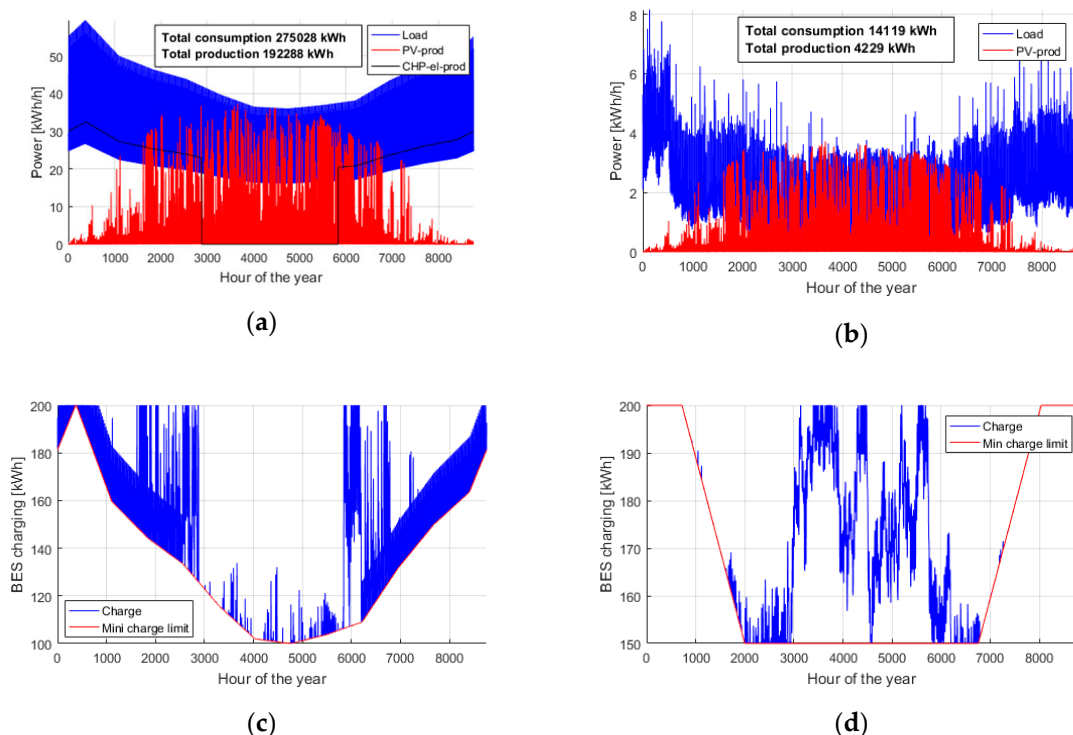 Total consumption 275028 kWh
Total production 192288 kWh
Load
PV-prod
CHP-el-prod
Power [kWh/h]
50
40
30
20
10
0
0 1000 2000 3000 4000 5000 6000 7000 8000
Hour of the year
(a)
Total consumption 14119 kWh
Total production 4229 kWh
Load
PV-prod
Power [kWh/h]
8
6
4
2
0
0 1000 2000 3000 4000 5000 6000 7000 8000
Hour of the year
(b)
BES charging [kWh]
200
180
160
140
120
100
Charge
Mini charge limit
0 1000 2000 3000 4000 5000 6000 7000 8000
Hour of the year
(c)
BES charging [kWh]
200
190
180
170
160
150
Charge
Min charge limit
0 1000 2000 3000 4000 5000 6000 7000 8000
Hour of the year
(d)